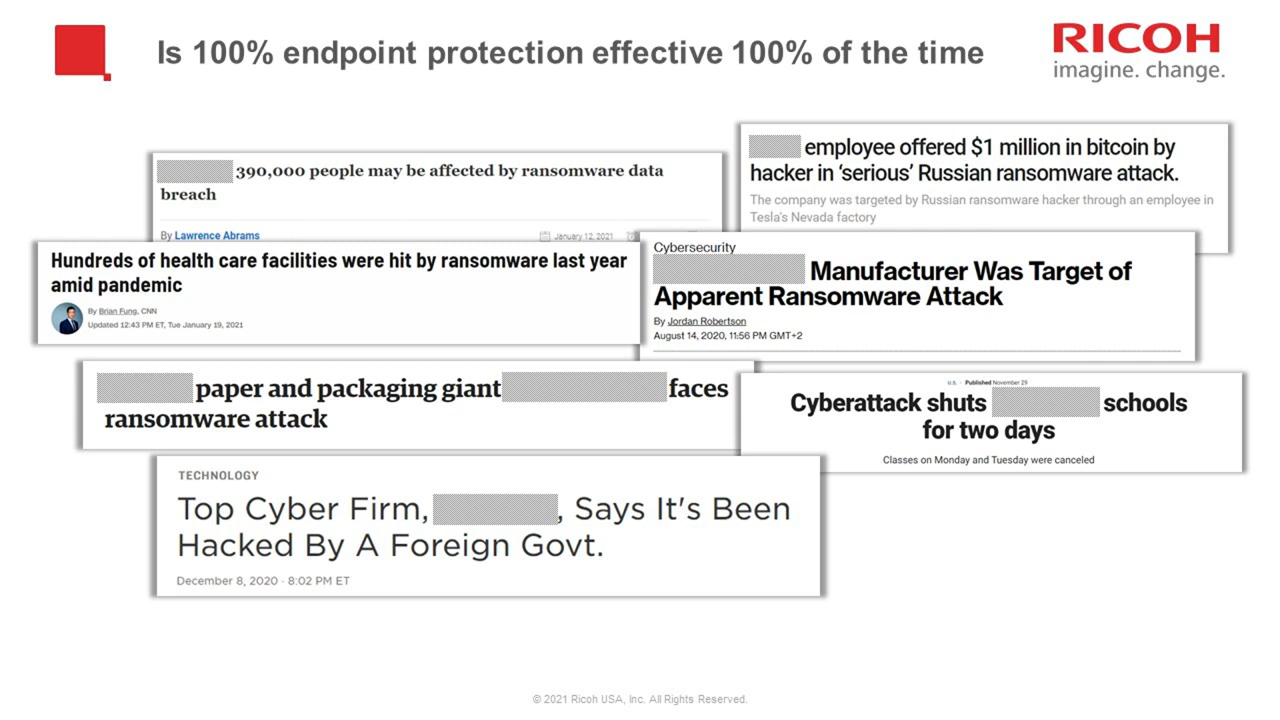 Is 100% endpoint protection effective 100% of the time
RICOH
imagine. change.
390,000 people may be affected by ransomware data
breach
By Lawrence Abrams
January 12, 2021
employee offered $1 million in bitcoin by
hacker in ‘serious’ Russian ransomware attack.
The company was targeted by Russian ransomware hacker through an employee in
Tesla's Nevada factory
Hundreds of health care facilities were hit by ransomware last year
amid pandemic
By Brian Fung, CNN
Updated 12:43 PM ET, Tue January 19, 2021
Cybersecurity
Manufacturer Was Target of
Apparent Ransomware Attack
By Jordan Robertson
August 14, 2020, 11:56 PM GMT+2
paper and packaging giant faces
ransomware attack
U.S. · Published November 29
Cyberattack shuts schools
for two days
Classes on Monday and Tuesday were canceled
TECHNOLOGY
Top Cyber Firm, , Says It's Been
Hacked By A Foreign Govt.
December 8, 2020 · 8:02 PM ET
© 2021 Ricoh USA, Inc. All Rights Reserved.